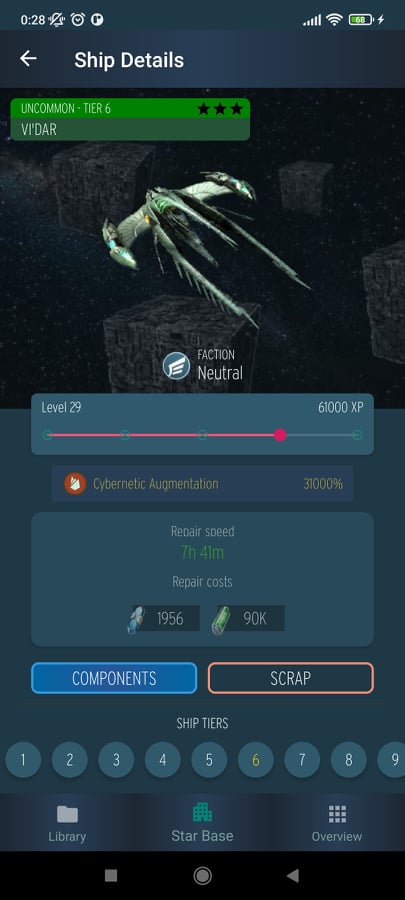 0:28
68
Ship Details
UNCOMMON - TIER 6
VI'DAR
FACTION
Neutral
Level 29 61000 XP
Cybernetic Augmentation 31000%
Repair speed
7h 41m
Repair costs
1956 90K
COMPONENTS SCRAP
SHIP TIERS
1 2 3 4 5 6 7 8 9
Library Star Base Overview